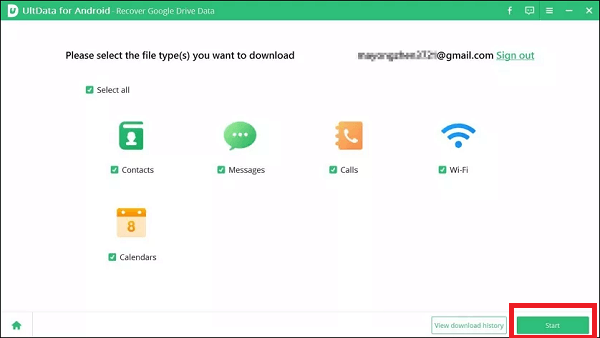 UltData for Android - Recover Google Drive Data
Please select the file type(s) you want to download
@gmail.com Sign out
Select all
Contacts
Messages
Calls
Wi-Fi
8
Calendars
View download history
Start